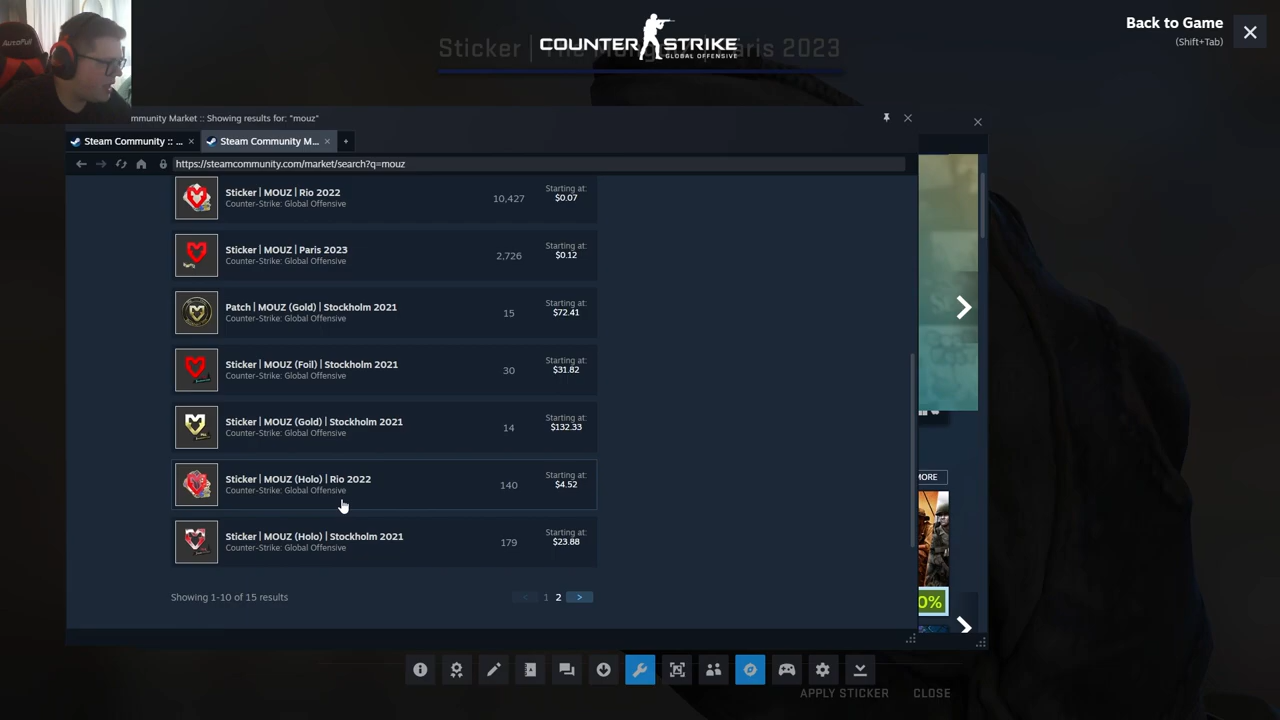 Sticker | Paris 2023
COUNTER STRIKE
GLOBAL OFFENSIVE
Back to Game
(Shift+Tab)
mmunity Market :: Showing results for: "mouz"
Steam Community :: ...
Steam Community M...
https://steamcommunity.com/market/search?q=mouz
Sticker | MOUZ | Rio 2022
Counter-Strike: Global Offensive
10,427
Starting at:
$0.07
Sticker | MOUZ | Paris 2023
Counter-Strike: Global Offensive
2,726
Starting at:
$0.12
Patch | MOUZ (Gold) | Stockholm 2021
Counter-Strike: Global Offensive
15
Starting at:
$72.41
Sticker | MOUZ (Foil) | Stockholm 2021
Counter-Strike: Global Offensive
30
Starting at:
$31.82
Sticker | MOUZ (Gold) | Stockholm 2021
Counter-Strike: Global Offensive
14
Starting at:
$132.33
Sticker | MOUZ (Holo) | Rio 2022
Counter-Strike: Global Offensive
140
Starting at:
$4.52
Sticker | MOUZ (Holo) | Stockholm 2021
Counter-Strike: Global Offensive
179
Starting at:
$23.88
Showing 1-10 of 15 results
< 1 2 >
MORE
0%
APPLY STICKER
CLOSE